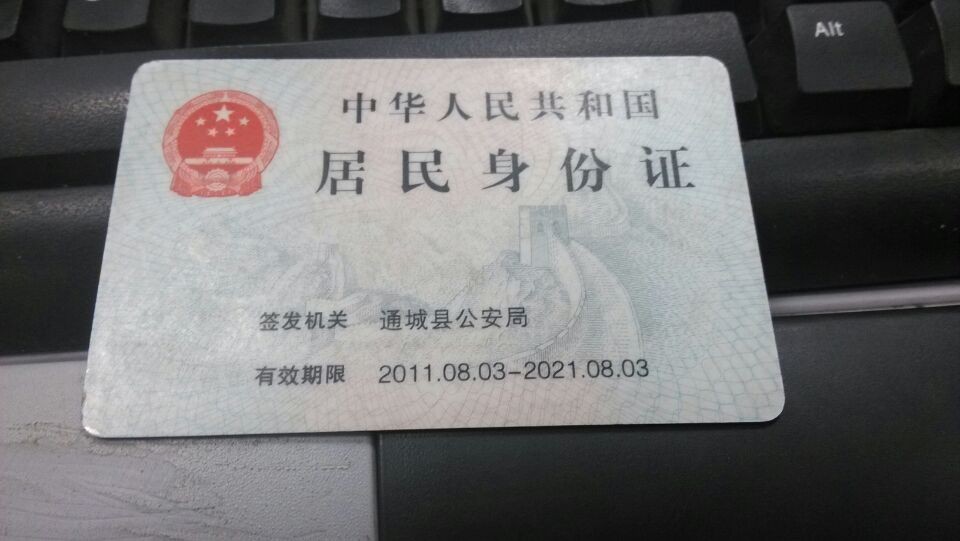 Alt
中华人民共和国
居民身份证
签发机关 通城县公安局
有效期限 2011.08.03-2021.08.03